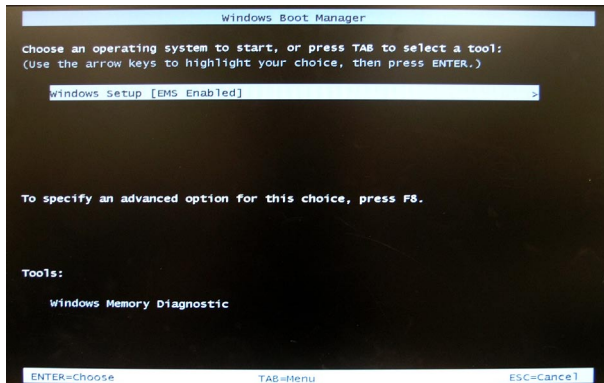 Windows Boot Manager
Choose an operating system to start, or press TAB to select a tool:
(Use the arrow keys to highlight your choice, then press ENTER.)
Windows Setup [EMS Enabled] >
To specify an advanced option for this choice, press F8.
Tools:
Windows Memory Diagnostic
ENTER=Choose TAB=Menu ESC=Cancel